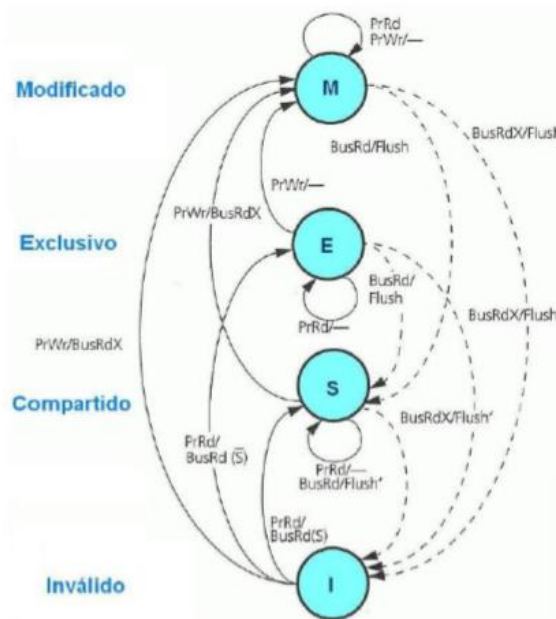 PrRd
PrWr/—
Modificado
M
BusRd/Flush
BusRdX/Flush
PrWr/—
PrWr/BusRdX
Exclusivo
E
BusRd/
Flush
PrRd/—
BusRdX/Flush
PrWr/BusRdX
S
Compartido
BusRdX/Flush'
PrRd/
BusRd (S̅)
PrRd/—
BusRd/Flush'
PrRd/
BusRd(S)
Inválido
I